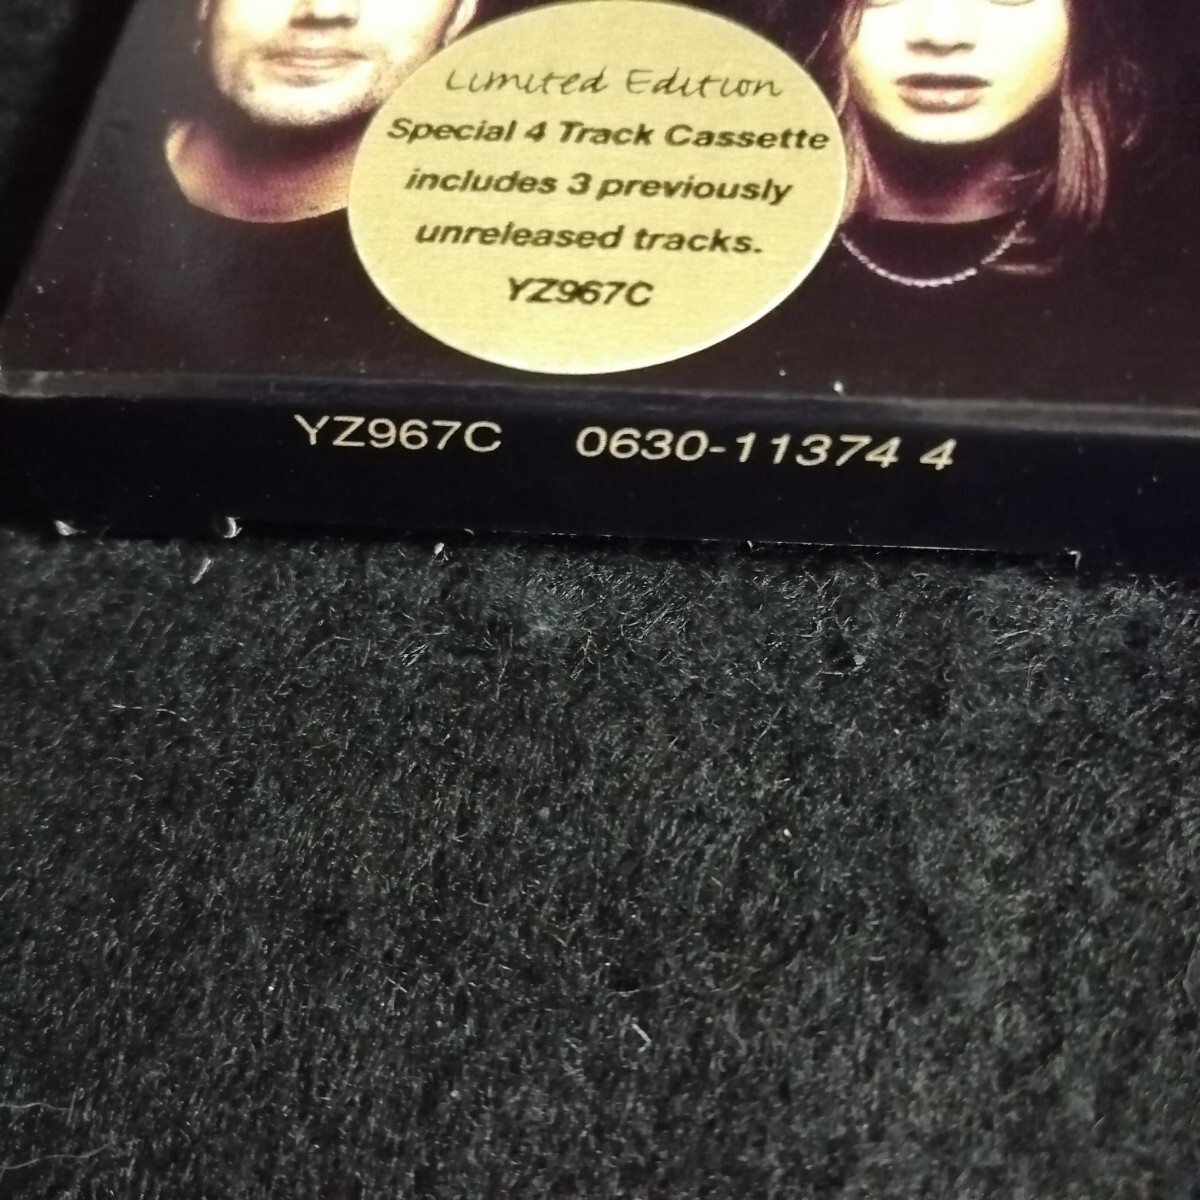 Limited Edition
Special 4 Track Cassette
includes 3 previously
unreleased tracks.
YZ967C
YZ967C 0630-11374 4